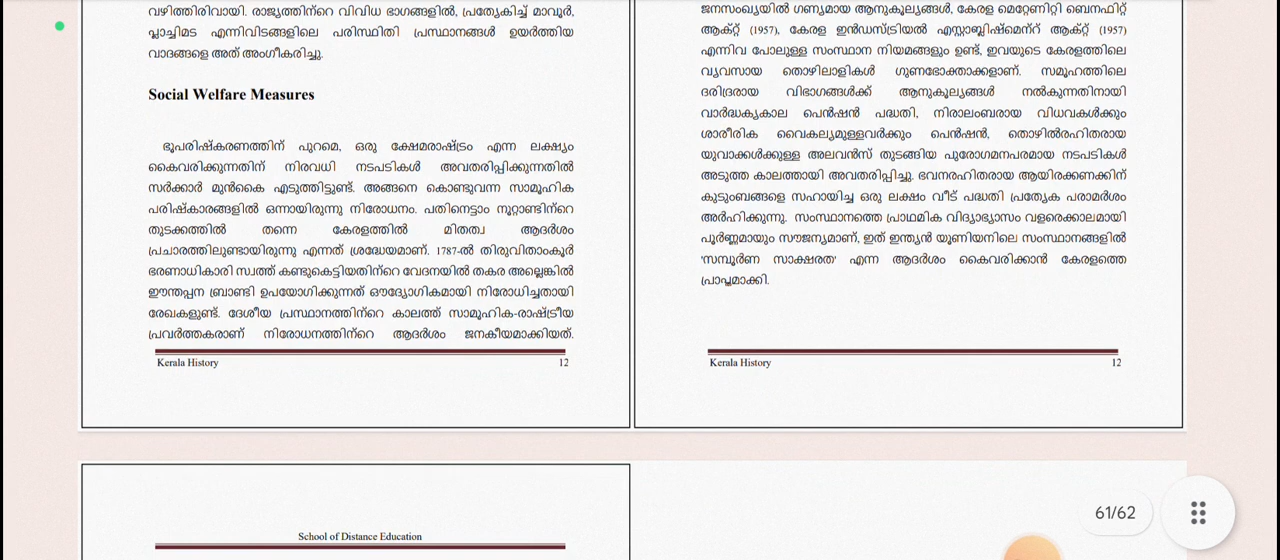 വഴിത്തിരിവായി. രാജ്യത്തിന്റെ വിവിധ ഭാഗങ്ങളിൽ, പ്രത്യേകിച്ച് മാവൂർ,
പ്ലാച്ചിമട എന്നിവിടങ്ങളിലെ പരിസ്ഥിതി പ്രസ്ഥാനങ്ങൾ ഉയർത്തിയ
വാദങ്ങളെ അത് അംഗീകരിച്ചു.
Social Welfare Measures
ഭൂപരിഷ്കരണത്തിന് പുറമെ, ഒരു ക്ഷേമരാഷ്ട്രം എന്ന ലക്ഷ്യം
കൈവരിക്കുന്നതിന് നിരവധി നടപടികൾ അവതരിപ്പിക്കുന്നതിൽ
സർക്കാർ മുൻകൈ എടുത്തിട്ടുണ്ട്. അങ്ങനെ കൊണ്ടുവന്ന സാമൂഹിക
പരിഷ്കാരങ്ങളിൽ ഒന്നായിരുന്നു നിരോധനം. പതിനെട്ടാം നൂറ്റാണ്ടിന്റെ
തുടക്കത്തിൽ തന്നെ കേരളത്തിൽ മിതത്വ ആദർശം
പ്രചാരത്തിലുണ്ടായിരുന്നു എന്നത് ശ്രദ്ധേയമാണ്. 1787-ൽ തിരുവിതാംകൂർ
ഭരണാധികാരി സ്വത്ത് കണ്ടുകെട്ടിയതിന്റെ വേദനയിൽ തകര അല്ലെങ്കിൽ
ഈന്തപ്പന ബ്രാണ്ടി ഉപയോഗിക്കുന്നത് ഔദ്യോഗികമായി നിരോധിച്ചതായി
രേഖകളുണ്ട്. ദേശീയ പ്രസ്ഥാനത്തിന്റെ കാലത്ത് സാമൂഹിക-രാഷ്ട്രീയ
പ്രവർത്തകരാണ് നിരോധനത്തിന്റെ ആദർശം ജനകീയമാക്കിയത്.
Kerala History 12
ജനസംഖ്യയിൽ ഗണ്യമായ ആനുകൂല്യങ്ങൾ, കേരള മെറ്റേണിറ്റി ബെനഫിറ്റ്
ആക്റ്റ് (1957), കേരള ഇൻഡസ്ട്രിയൽ എസ്റ്റാബ്ലിഷ്മെന്റ് ആക്റ്റ് (1957)
എന്നിവ പോലുള്ള സംസ്ഥാന നിയമങ്ങളും ഉണ്ട്, ഇവയുടെ കേരളത്തിലെ
വ്യവസായ തൊഴിലാളികൾ ഗുണഭോക്താക്കളാണ്. സമൂഹത്തിലെ
ദരിദ്രരായ വിഭാഗങ്ങൾക്ക് ആനുകൂല്യങ്ങൾ നൽകുന്നതിനായി
വാർദ്ധക്യകാല പെൻഷൻ പദ്ധതി, നിരാലംബരായ വിധവകൾക്കും
ശാരീരിക വൈകല്യമുള്ളവർക്കും പെൻഷൻ, തൊഴിൽരഹിതരായ
യുവാക്കൾക്കുള്ള അലവൻസ് തുടങ്ങിയ പുരോഗമനപരമായ നടപടികൾ
അടുത്ത കാലത്തായി അവതരിപ്പിച്ചു. ഭവനരഹിതരായ ആയിരക്കണക്കിന്
കുടുംബങ്ങളെ സഹായിച്ച ഒരു ലക്ഷം വീട് പദ്ധതി പ്രത്യേക പരാമർശം
അർഹിക്കുന്നു. സംസ്ഥാനത്തെ പ്രാഥമിക വിദ്യാഭ്യാസം വളരെക്കാലമായി
പൂർണ്ണമായും സൗജന്യമാണ്, ഇത് ഇന്ത്യൻ യൂണിയനിലെ സംസ്ഥാനങ്ങളിൽ
'സമ്പൂർണ സാക്ഷരത' എന്ന ആദർശം കൈവരിക്കാൻ കേരളത്തെ
പ്രാപ്തമാക്കി.
Kerala History 12
School of Distance Education
61/62